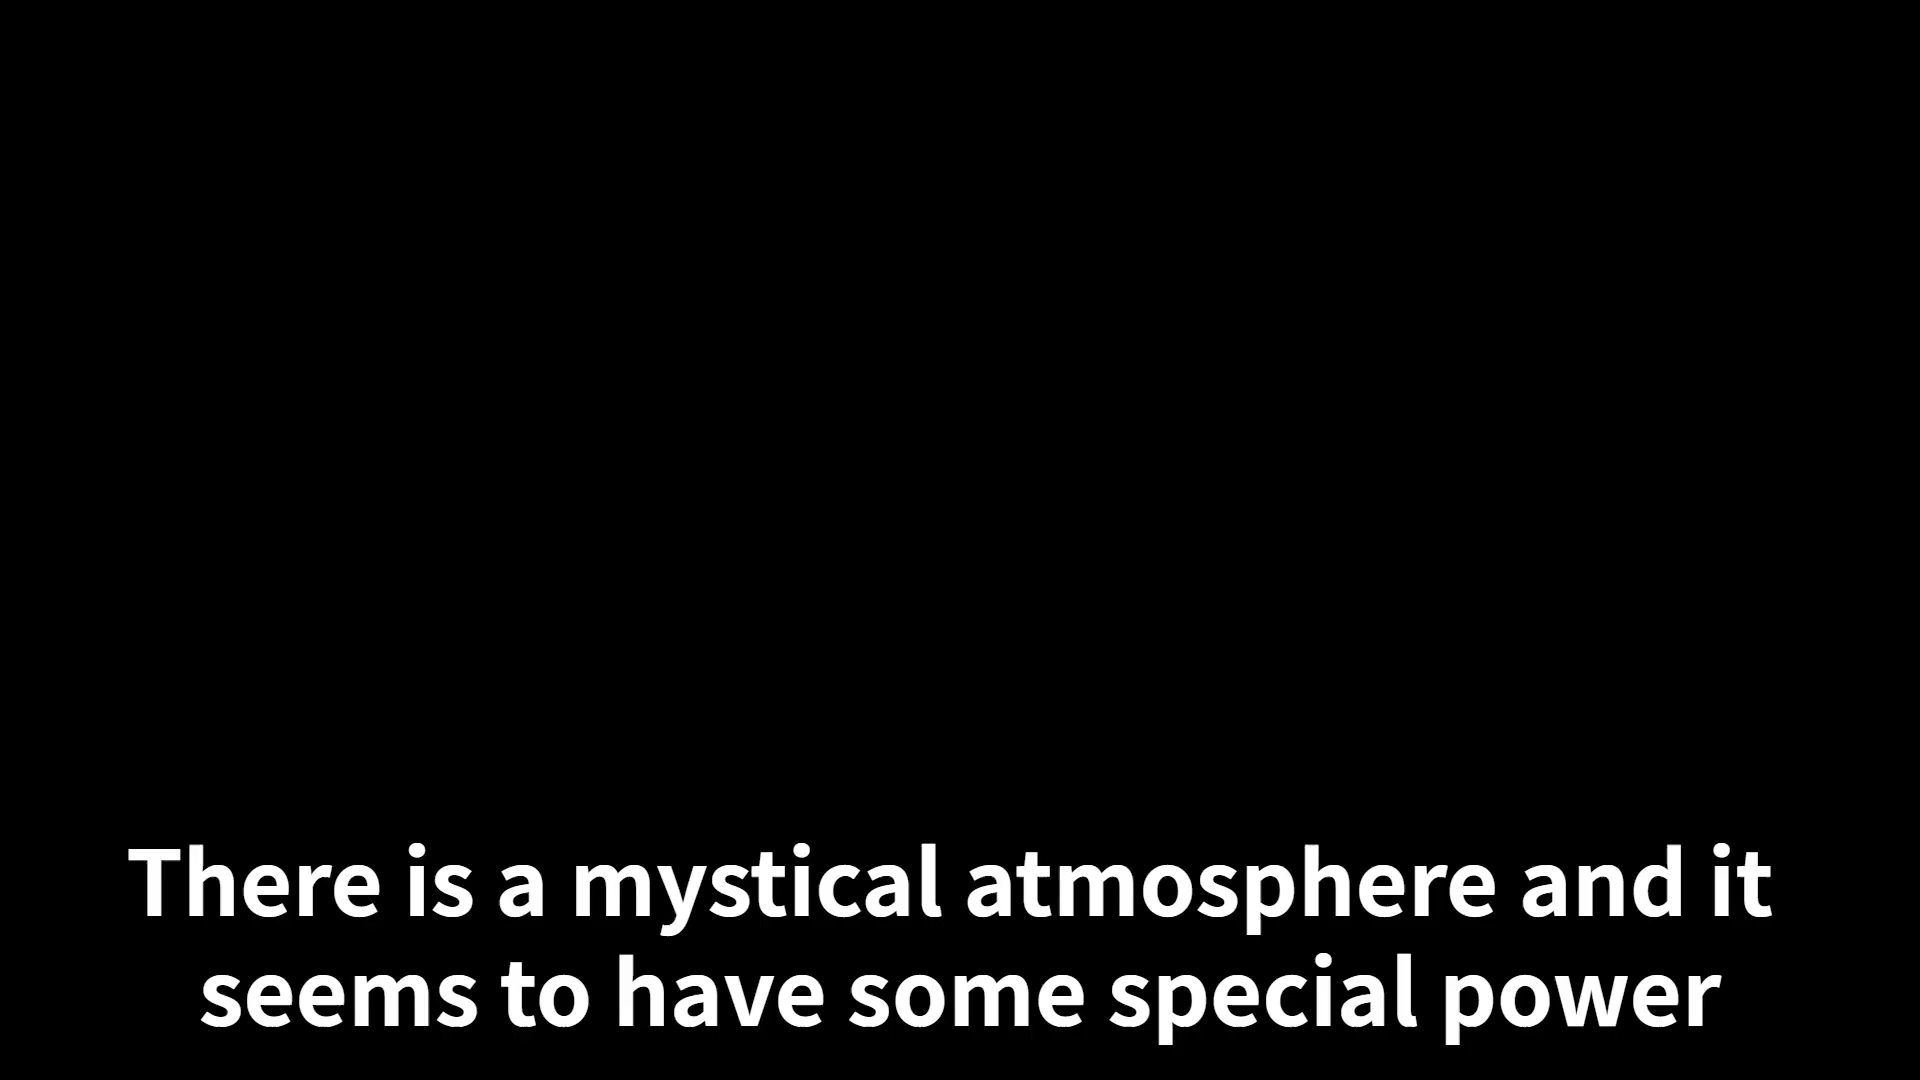 There is a mystical atmosphere and it
seems to have some special power